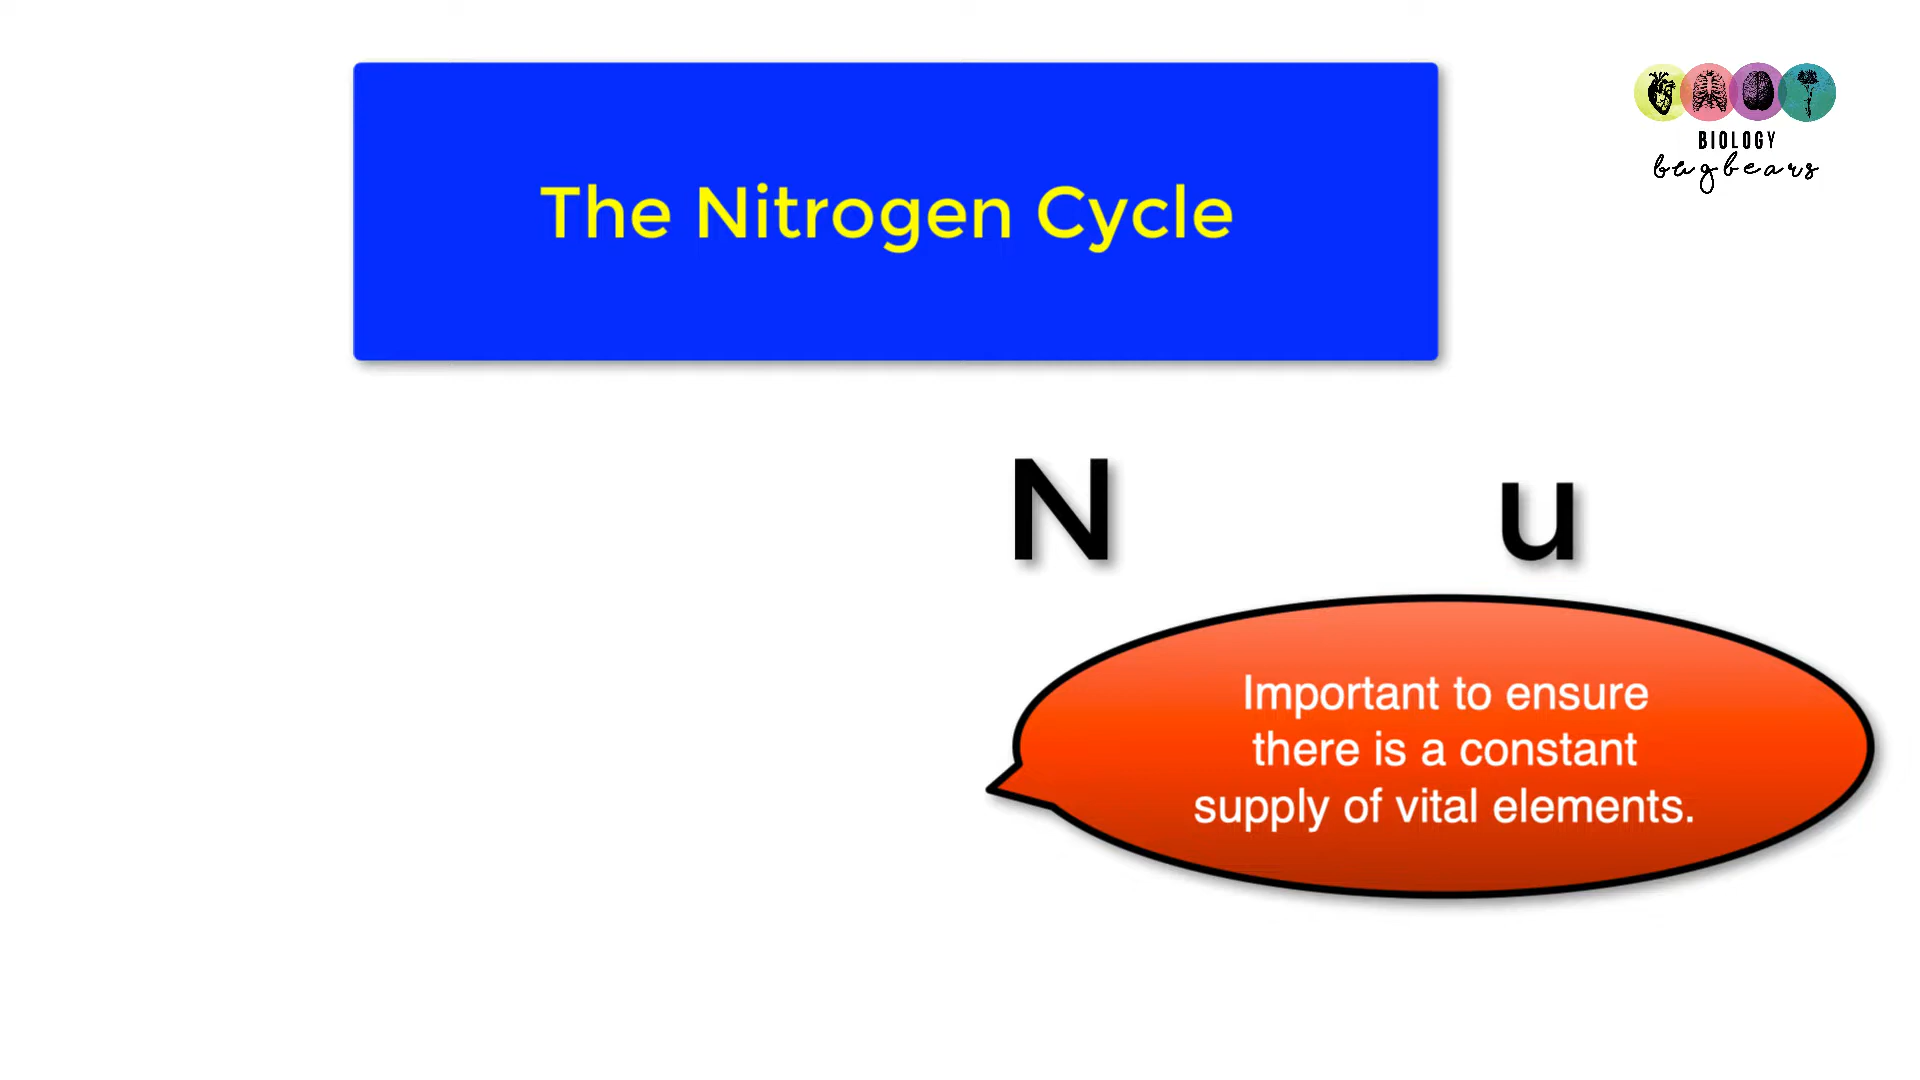 The Nitrogen Cycle
BIOLOGY
bugbears
N u
Important to ensure
there is a constant
supply of vital elements.